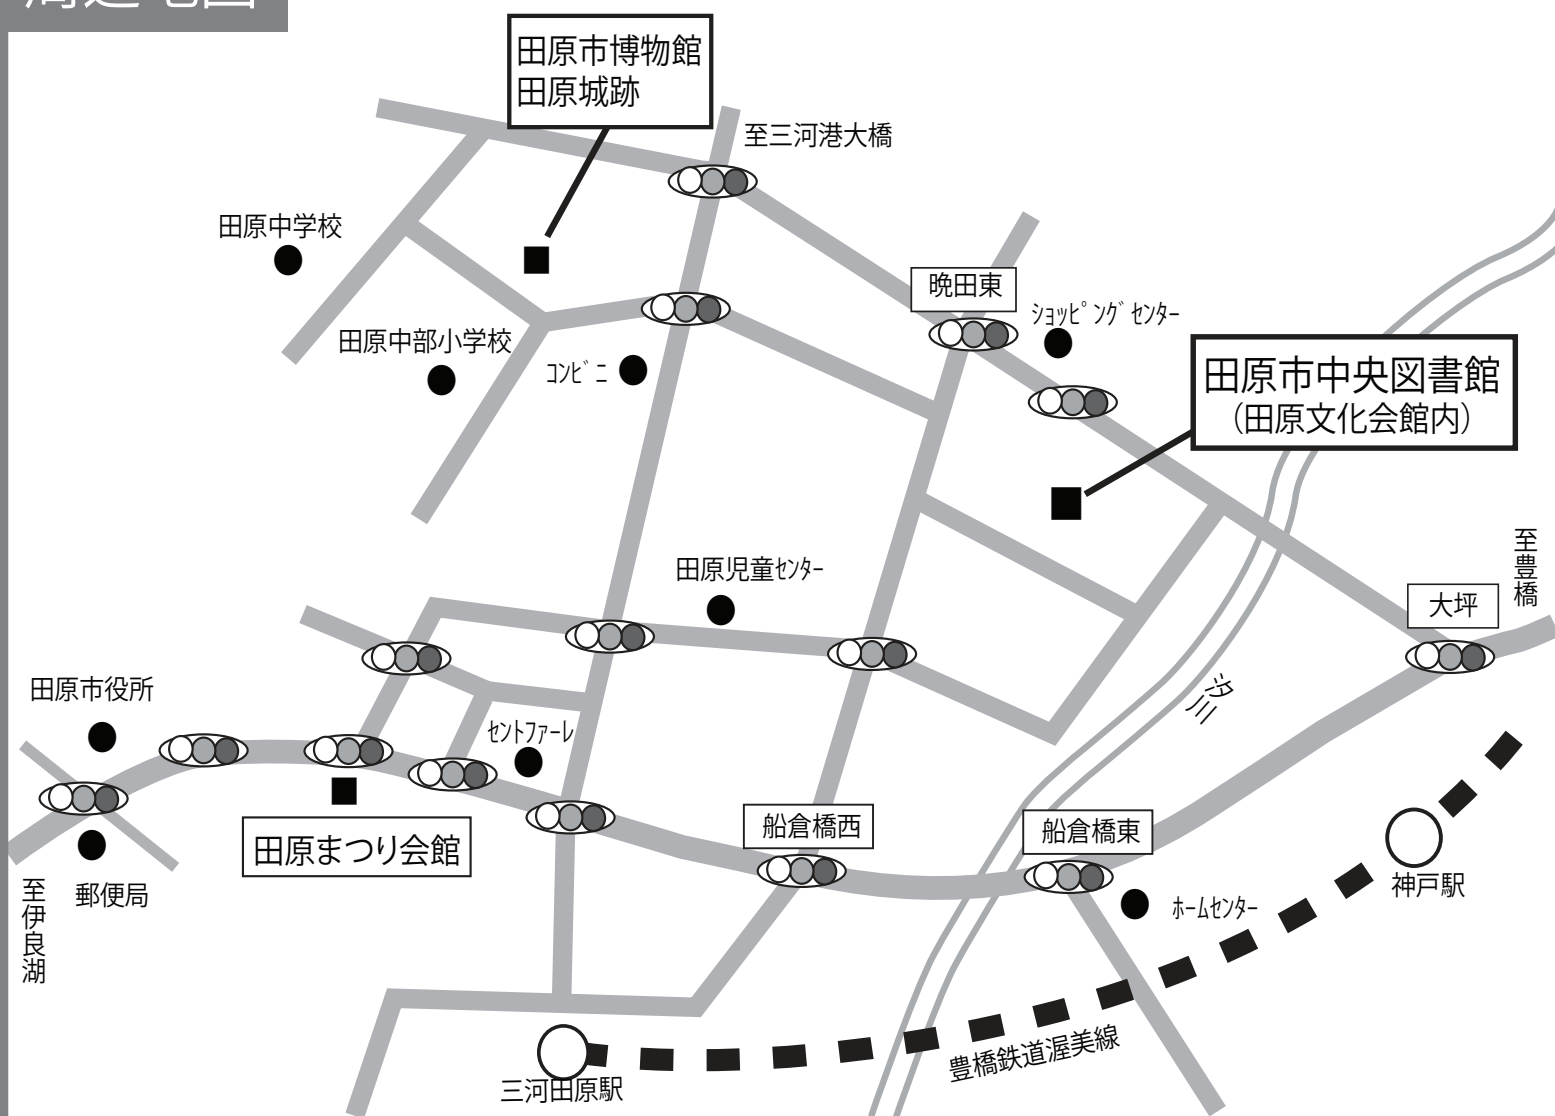 周辺地図
田原市博物館
田原城跡
至三河港大橋
田原中学校
晩田東
ショッピングセンター
田原中部小学校
コンビニ
田原市中央図書館
（田原文化会館内）
至豊橋
田原児童センター
大坪
汐川
田原市役所
セントファーレ
船倉橋西
船倉橋東
田原まつり会館
郵便局
至伊良湖
ホームセンター
神戸駅
豊橋鉄道渥美線
三河田原駅